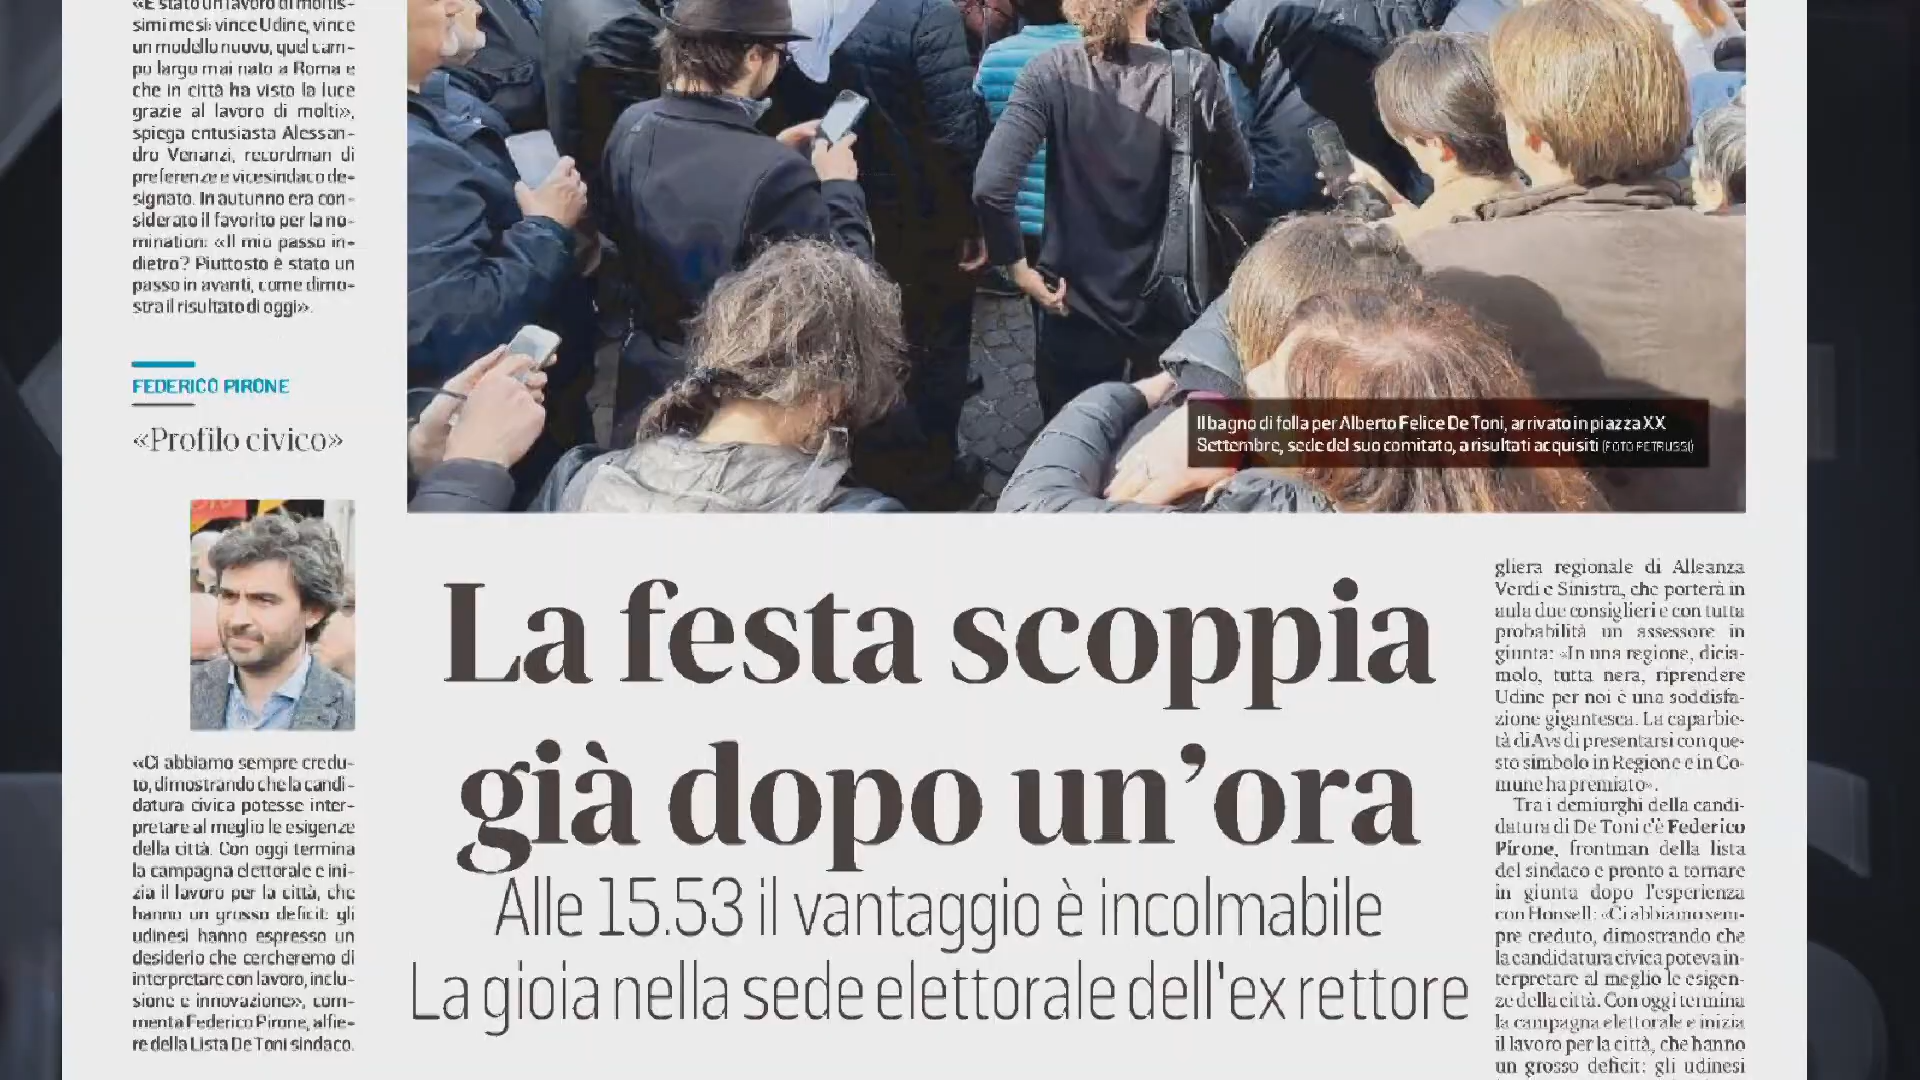 «È stato un lavoro di moltis-
simi mesi: vince Udine, vince
un modello nuovo, quel cam-
po largo mai nato a Roma e
che in città ha visto la luce
grazie al lavoro di molti»,
spiega entusiasta Alessan-
dro Venanzi, recordman di
preferenze e vicesindaco de-
signato. In autunno era con-
siderato il favorito per la no-
mination: «Il mio passo in-
dietro? Piuttosto è stato un
passo in avanti, come dimo-
stra il risultato di oggi».
FEDERICO PIRONE
«Profilo civico»
«Ci abbiamo sempre credu-
to, dimostrando che la candi-
datura civica potesse inter-
pretare al meglio le esigenze
della città. Con oggi termina
la campagna elettorale e ini-
zia il lavoro per la città, che
hanno un grosso deficit: gli
udinesi hanno espresso un
desiderio che cercheremo di
interpretare con lavoro, inclu-
sione e innovazione», com-
menta Federico Pirone, alfie-
re della Lista De Toni sindaco.
Il bagno di folla per Alberto Felice De Toni, arrivato in piazza XX
Settembre, sede del suo comitato, a risultati acquisiti (FOTO PETRUSSI)
La festa scoppia
già dopo un'ora
Alle 15.53 il vantaggio è incolmabile
La gioia nella sede elettorale dell'ex rettore
gliera regionale di Alleanza
Verdi e Sinistra, che porterà in
aula due consiglieri e con tutta
probabilità un assessore in
giunta: «In una regione, dicia-
molo, tutta nera, riprendere
Udine per noi è una soddisfa-
zione gigantesca. La caparbie-
tà di Avs di presentarsi con que-
sto simbolo in Regione e in Co-
mune ha premiato».
Tra i demiurghi della candi-
datura di De Toni c'è Federico
Pirone, frontman della lista
del sindaco e pronto a tornare
in giunta dopo l'esperienza
con Honsell: «Ci abbiamo sem-
pre creduto, dimostrando che
la candidatura civica poteva in-
terpretare al meglio le esigen-
ze della città. Con oggi termina
la campagna elettorale e inizia
il lavoro per la città, che hanno
un grosso deficit: gli udinesi